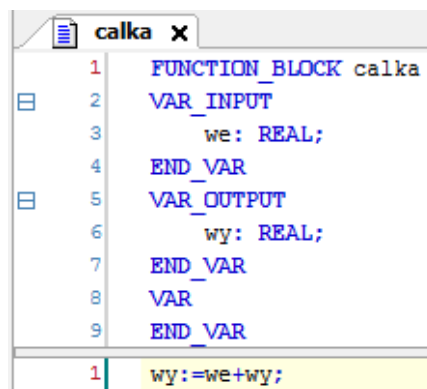 calka x
1 FUNCTION_BLOCK calka
2 VAR_INPUT
3 we: REAL;
4 END_VAR
5 VAR_OUTPUT
6 wy: REAL;
7 END_VAR
8 VAR
9 END_VAR
1 wy:=we+wy;